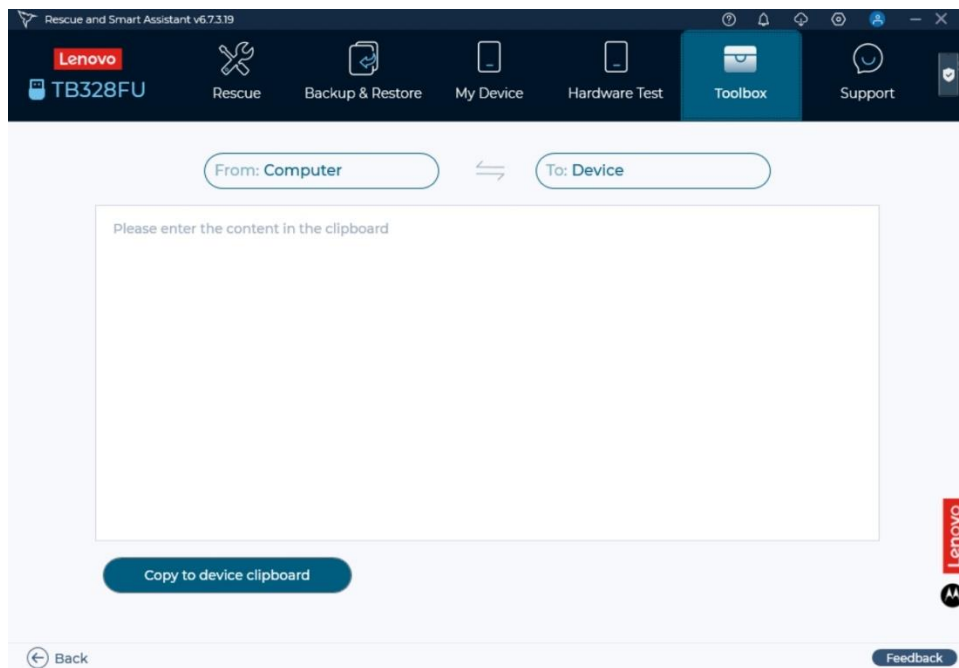 Rescue and Smart Assistant v6.7.3.19
Lenovo
TB328FU
Rescue
Backup & Restore
My Device
Hardware Test
Toolbox
Support
From: Computer
To: Device
Please enter the content in the clipboard
Lenovo
Copy to device clipboard
Back
Feedback